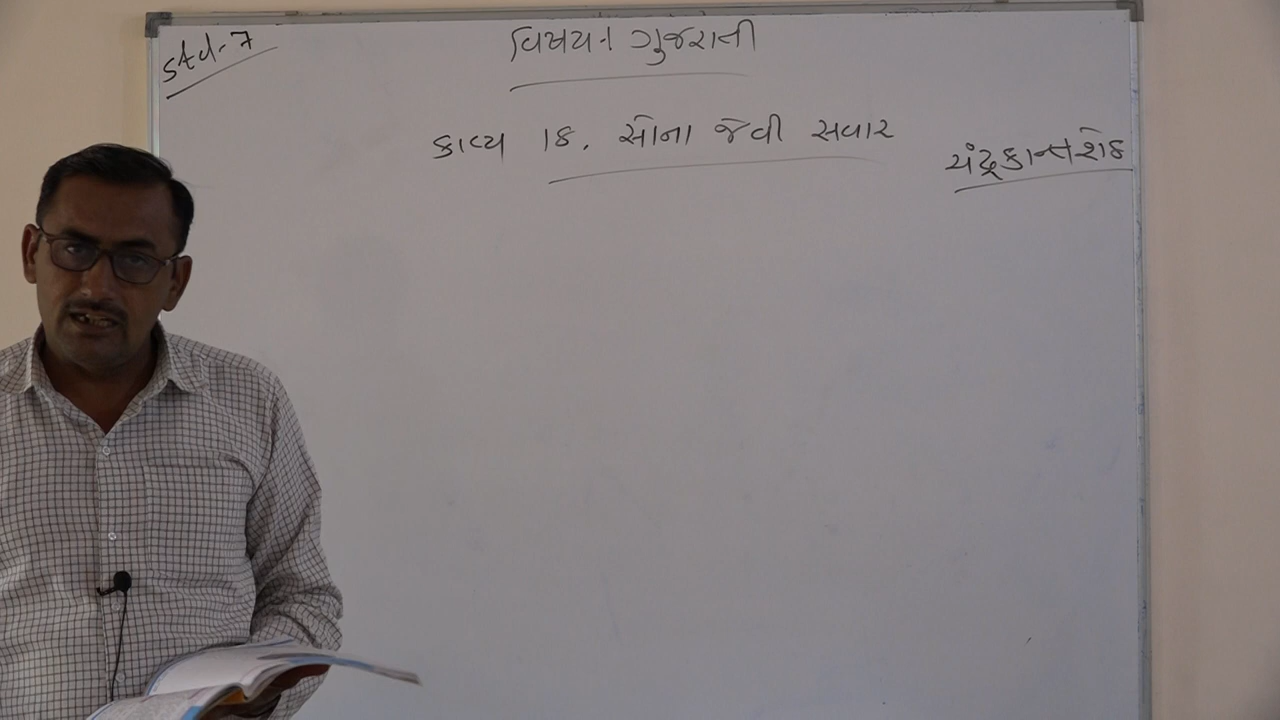 std-7
વિષય-ગુજરાતી
કાવ્ય 18. સોના જેવી સવાર
ચંદ્રકાન્ત શેઠ